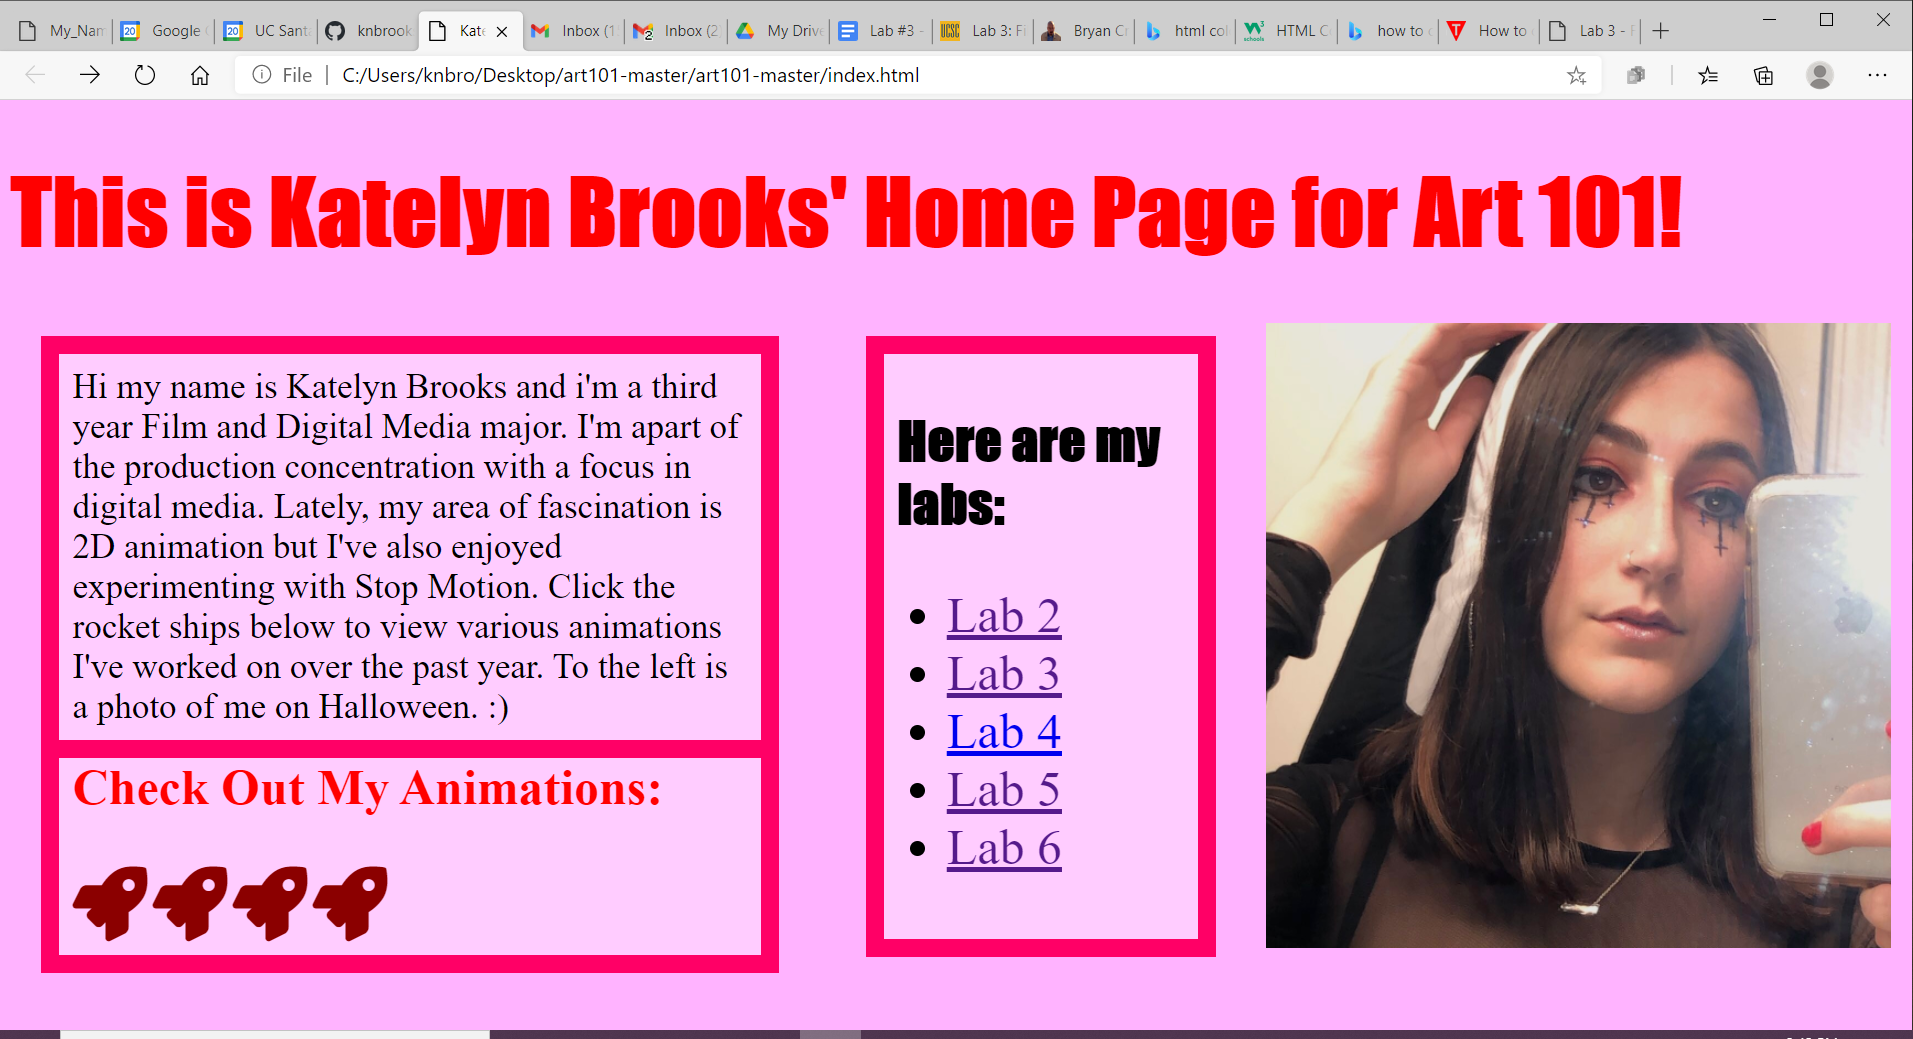 My_Nam
Google
UC Sant
knbrook
Kate
Inbox (1
Inbox (2
My Drive
Lab #3 -
Lab 3: Fi
Bryan Cr
html col
HTML C
how to c
How to
Lab 3 - F
File | C:/Users/knbro/Desktop/art101-master/art101-master/index.html
This is Katelyn Brooks' Home Page for Art 101!
Hi my name is Katelyn Brooks and i'm a third
year Film and Digital Media major. I'm apart of
the production concentration with a focus in
digital media. Lately, my area of fascination is
2D animation but I've also enjoyed
experimenting with Stop Motion. Click the
rocket ships below to view various animations
I've worked on over the past year. To the left is
a photo of me on Halloween. :)
Check Out My Animations:
Here are my
labs:
Lab 2
Lab 3
Lab 4
Lab 5
Lab 6